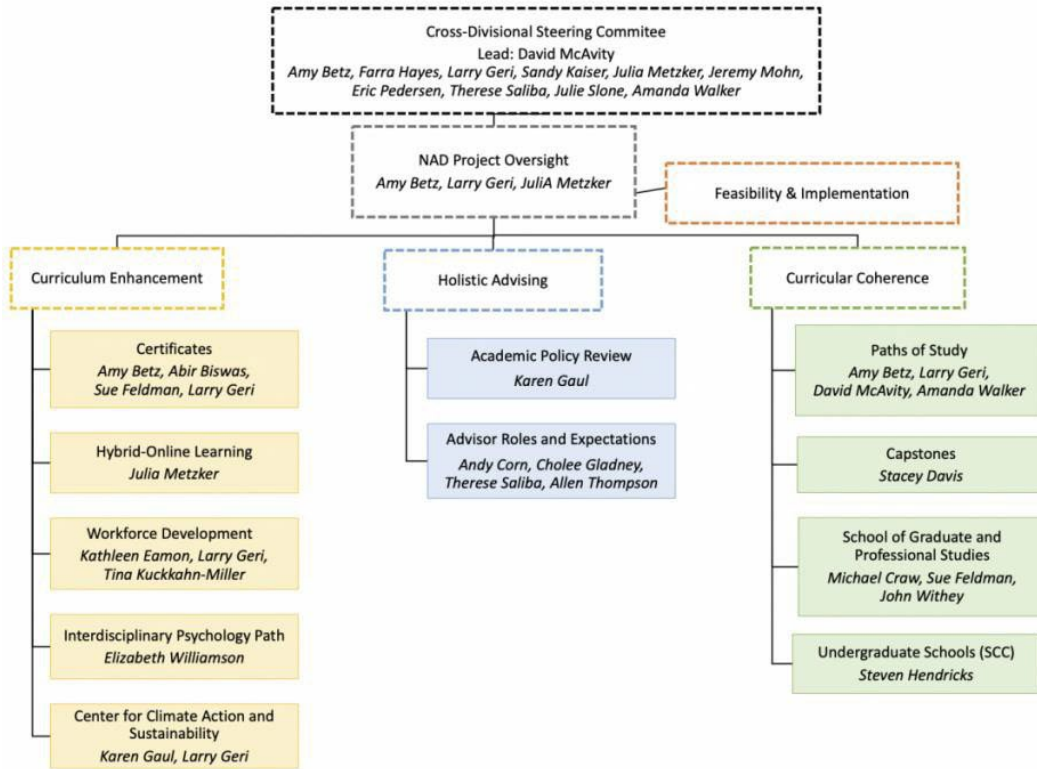 Cross-Divisional Steering Commitee
Lead: David McAvity
Amy Betz, Farra Hayes, Larry Geri, Sandy Kaiser, Julia Metzker, Jeremy Mohn,
Eric Pedersen, Therese Saliba, Julie Slone, Amanda Walker
NAD Project Oversight
Amy Betz, Larry Geri, JuliA Metzker
Feasibility & Implementation
Curriculum Enhancement
Certificates
Amy Betz, Abir Biswas,
Sue Feldman, Larry Geri
Hybrid-Online Learning
Julia Metzker
Workforce Development
Kathleen Eamon, Larry Geri,
Tina Kuckkahn-Miller
Interdisciplinary Psychology Path
Elizabeth Williamson
Center for Climate Action and
Sustainability
Karen Gaul, Larry Geri
Holistic Advising
Academic Policy Review
Karen Gaul
Advisor Roles and Expectations
Andy Corn, Cholee Gladney,
Therese Saliba, Allen Thompson
Curricular Coherence
Paths of Study
Amy Betz, Larry Geri,
David McAvity, Amanda Walker
Capstones
Stacey Davis
School of Graduate and
Professional Studies
Michael Craw, Sue Feldman,
John Withey
Undergraduate Schools (SCC)
Steven Hendricks